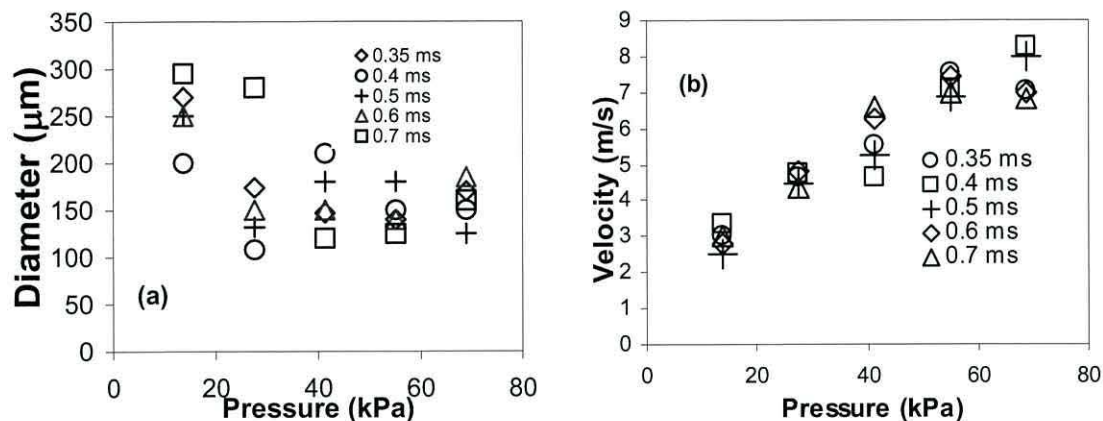 350
300
250
200
150
100
50
0
0
20
40
60
80
Diameter (μm)
Pressure (kPa)
(a)
0.35 ms
0.4 ms
0.5 ms
0.6 ms
0.7 ms
9
8
7
6
5
4
3
2
1
0
0
20
40
60
80
Velocity (m/s)
Pressure (kPa)
(b)
0.35 ms
0.4 ms
0.5 ms
0.6 ms
0.7 ms